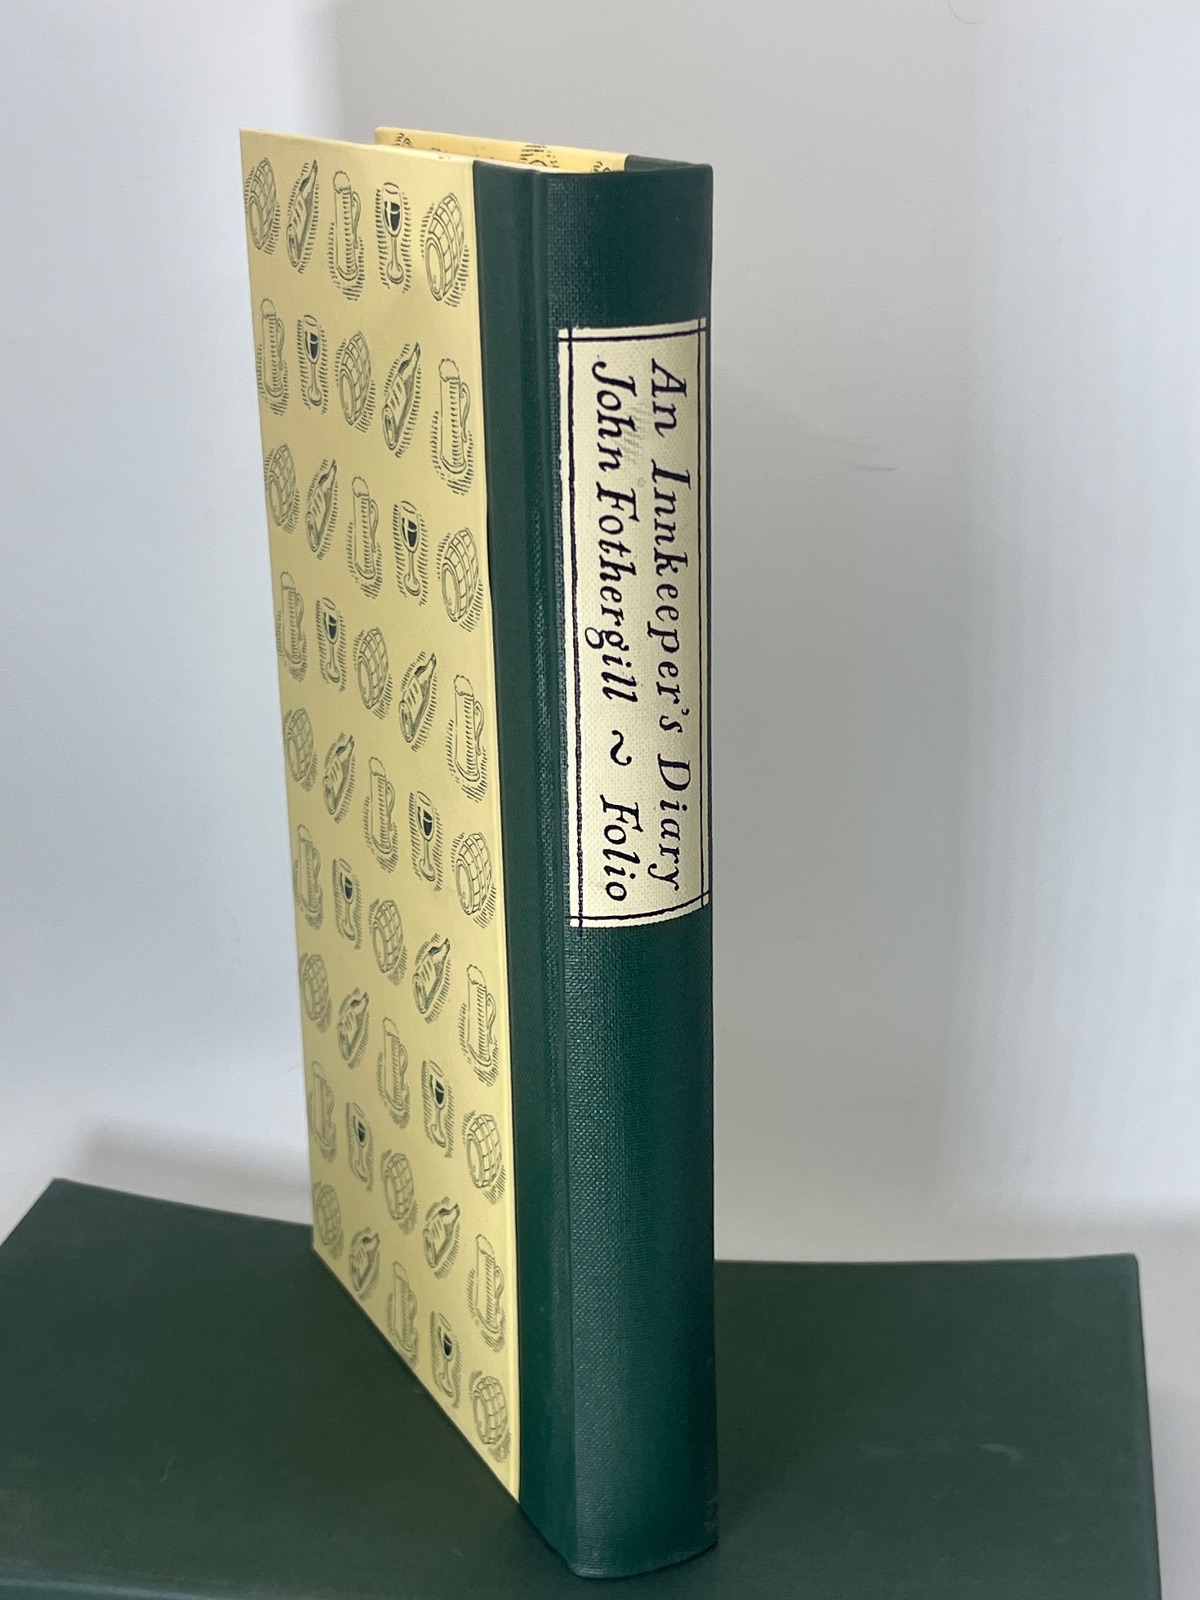 An Innkeeper's Diary
John Fothergill ~ Folio